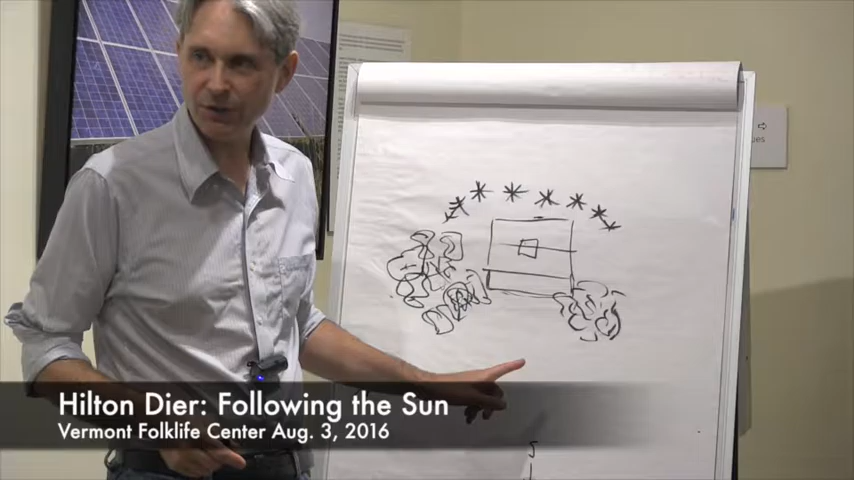 Hilton Dier: Following the Sun
Vermont Folklife Center Aug. 3, 2016
S